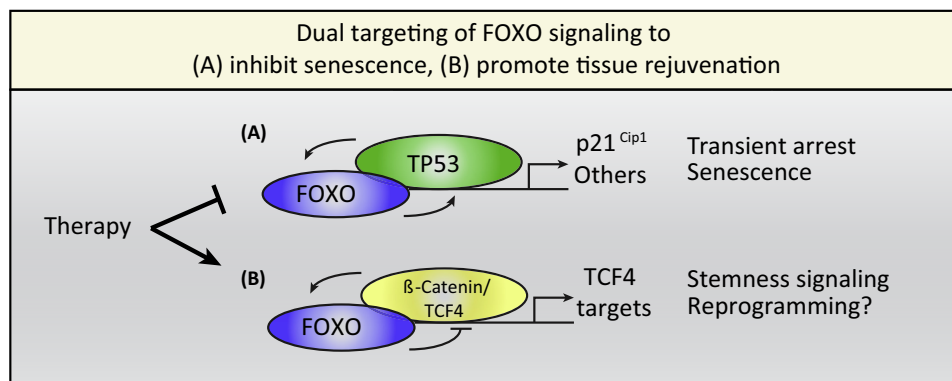 Dual targeting of FOXO signaling to
(A) inhibit senescence, (B) promote tissue rejuvenation
(A)
TP53
FOXO
p21 Cip1
Others
Transient arrest
Senescence
Therapy
(B)
ß-Catenin/
TCF4
FOXO
TCF4
targets
Stemness signaling
Reprogramming?